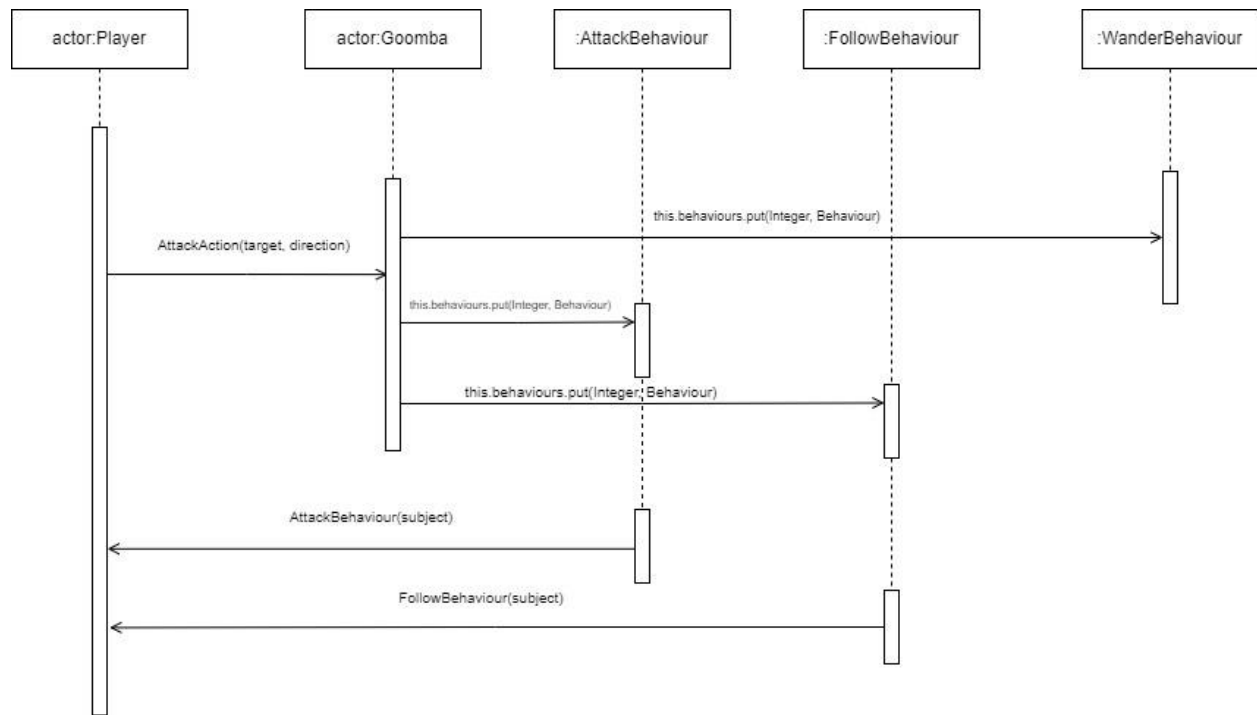 actor:Player
actor:Goomba
:AttackBehaviour
:FollowBehaviour
:WanderBehaviour
this.behaviours.put(Integer, Behaviour)
AttackAction(target, direction)
this.behaviours.put(Integer, Behaviour)
this.behaviours.put(Integer, Behaviour)
AttackBehaviour(subject)
FollowBehaviour(subject)